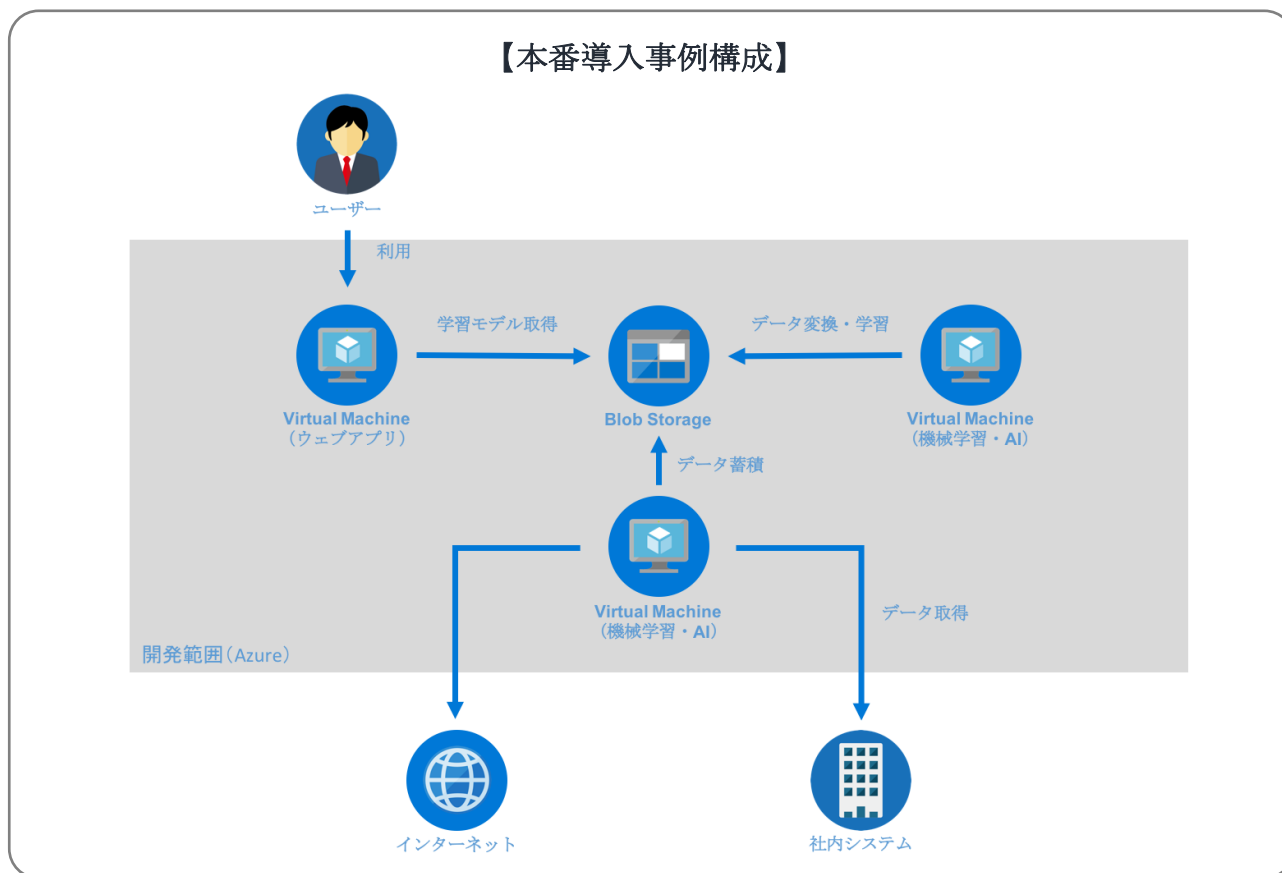 【本番導入事例構成】
ユーザー
利用
学習モデル取得
データ変換・学習
Virtual Machine
（ウェブアプリ）
Blob Storage
Virtual Machine
（機械学習・AI）
データ蓄積
Virtual Machine
（機械学習・AI）
データ取得
開発範囲（Azure）
インターネット
社内システム